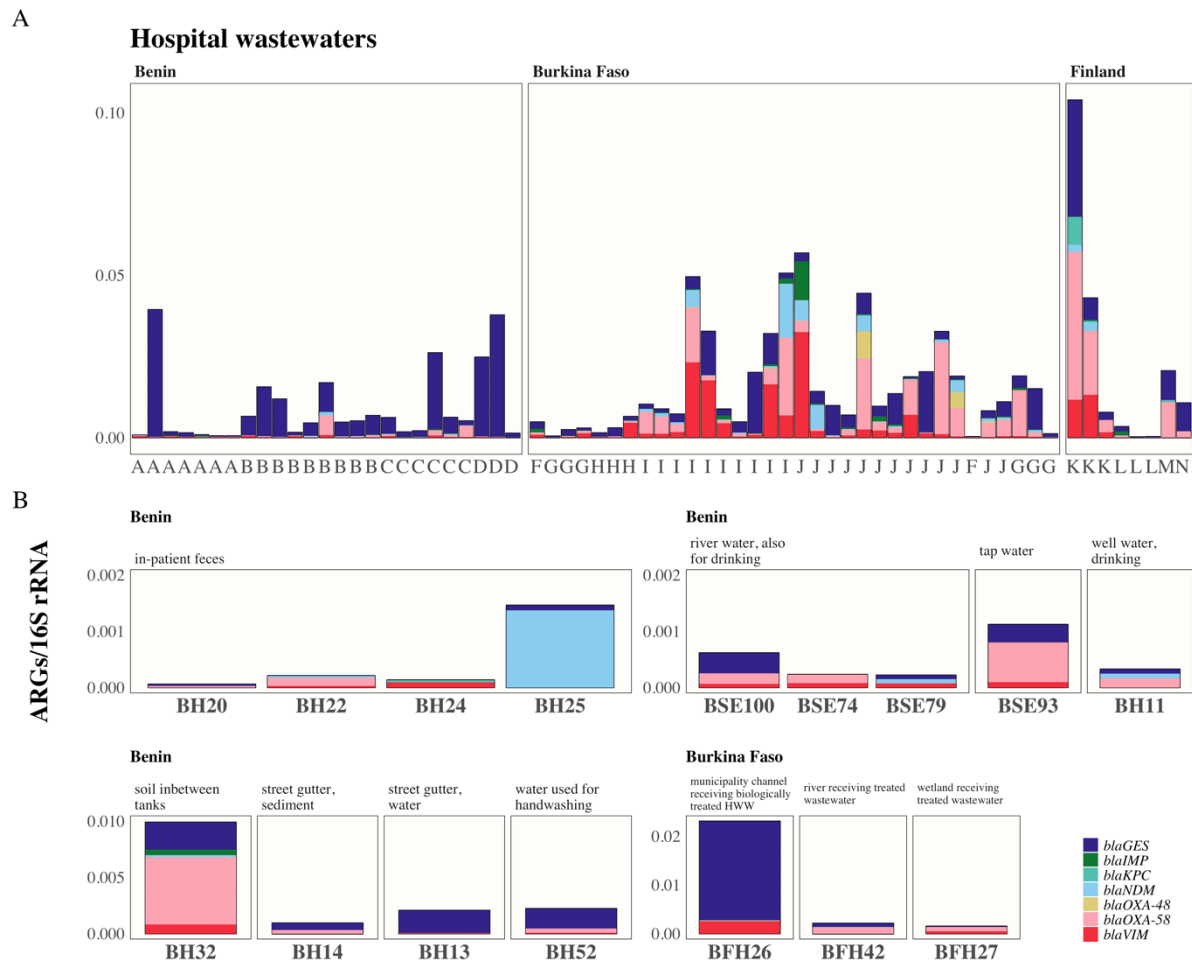 A
Hospital wastewaters
Benin
Burkina Faso
Finland
0.10
0.05
0.00
AAAAAAABBBBBBBBBCCCCCCDDD
FGGGHHHIIIIIIIIIIJJJJJJJJJJJFJJGGG
KKKLLLMN
B
ARGs/16S rRNA
Benin
in-patient feces
0.002
0.001
0.000
BH20
BH22
BH24
BH25
Benin
river water, also
for drinking
tap water
well water,
drinking
0.002
0.001
0.000
BSE100
BSE74
BSE79
BSE93
BH11
Benin
soil inbetween
tanks
street gutter,
sediment
street gutter,
water
water used for
handwashing
0.010
0.005
0.000
BH32
BH14
BH13
BH52
Burkina Faso
municipality channel
receiving biologically
treated HWW
river receiving treated
wastewater
wetland receiving
treated wastewater
0.02
0.01
0.00
BFH26
BFH42
BFH27
blaGES
blaIMP
blaKPC
blaNDM
blaOXA-48
blaOXA-58
blaVIM